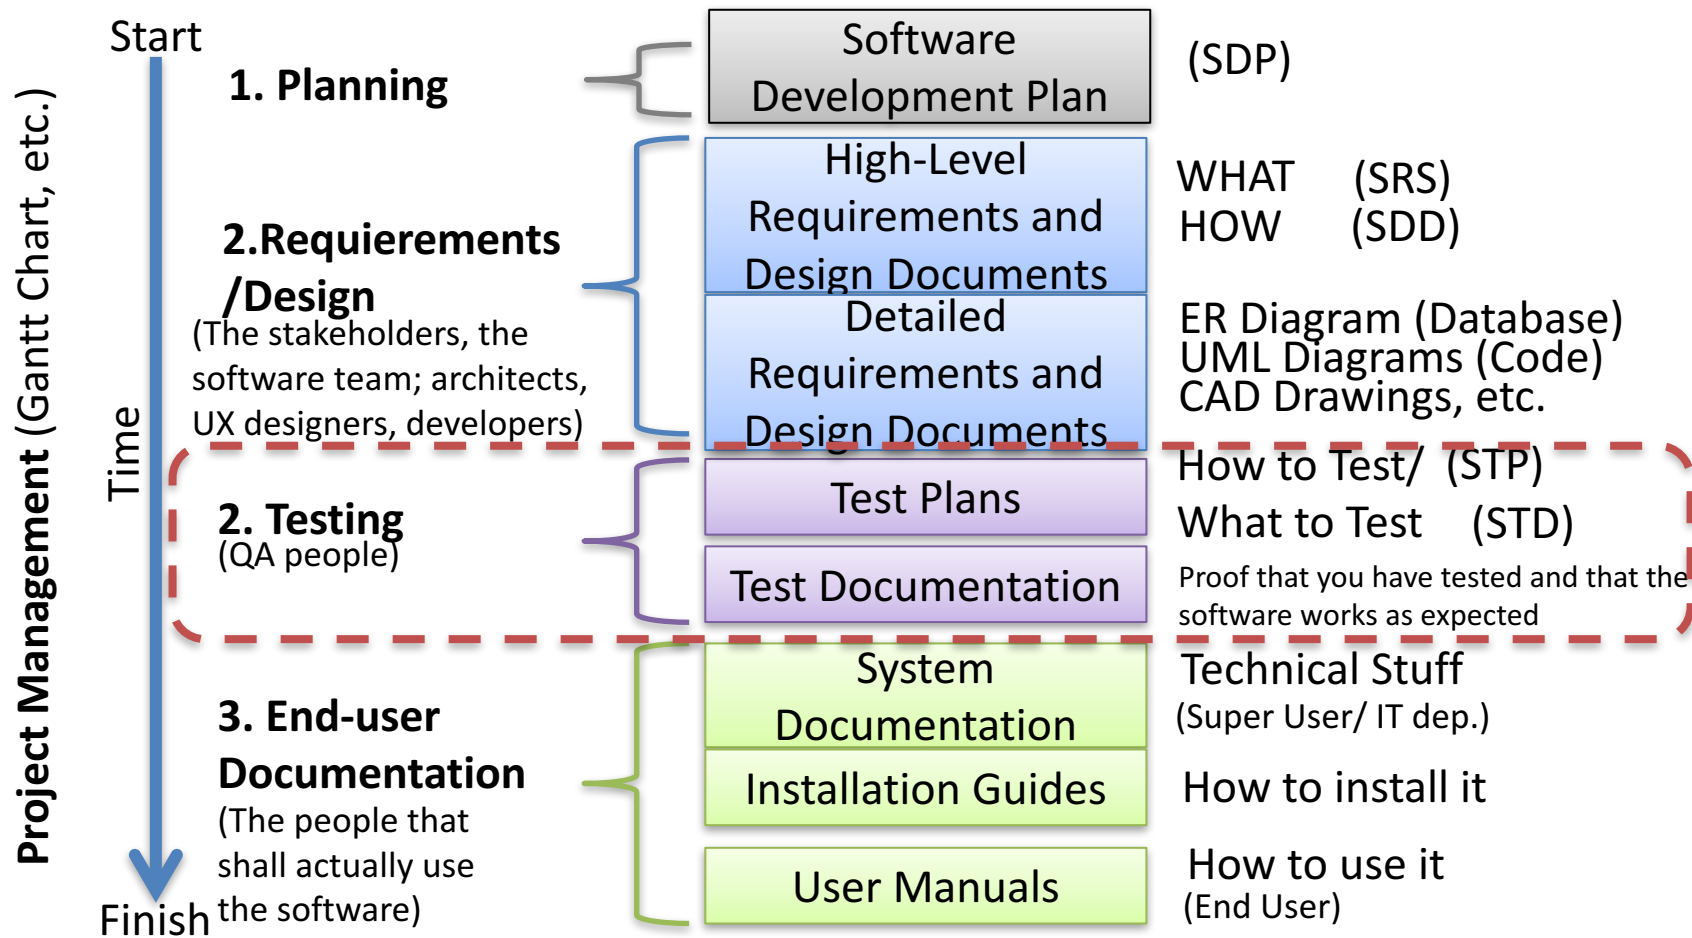 Project Management (Gantt Chart, etc.)
Start
Time
Finish
1. Planning
Software
Development Plan
(SDP)
2.Requierements
/Design
(The stakeholders, the
software team; architects,
UX designers, developers)
High-Level
Requirements and
Design Documents
WHAT (SRS)
HOW (SDD)
Detailed
Requirements and
Design Documents
ER Diagram (Database)
UML Diagrams (Code)
CAD Drawings, etc.
2. Testing
(QA people)
Test Plans
How to Test/ (STP)
What to Test (STD)
Test Documentation
Proof that you have tested and that the
software works as expected
3. End-user
Documentation
(The people that
shall actually use
the software)
System
Documentation
Technical Stuff
(Super User/ IT dep.)
Installation Guides
How to install it
User Manuals
How to use it
(End User)